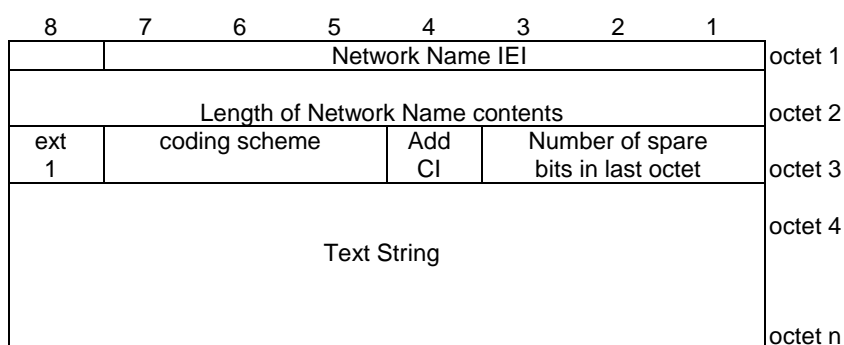 8 7 6 5 4 3 2 1
Network Name IEI octet 1
Length of Network Name contents octet 2
ext coding scheme Add Number of spare
1 CI bits in last octet octet 3
octet 4
Text String
octet n